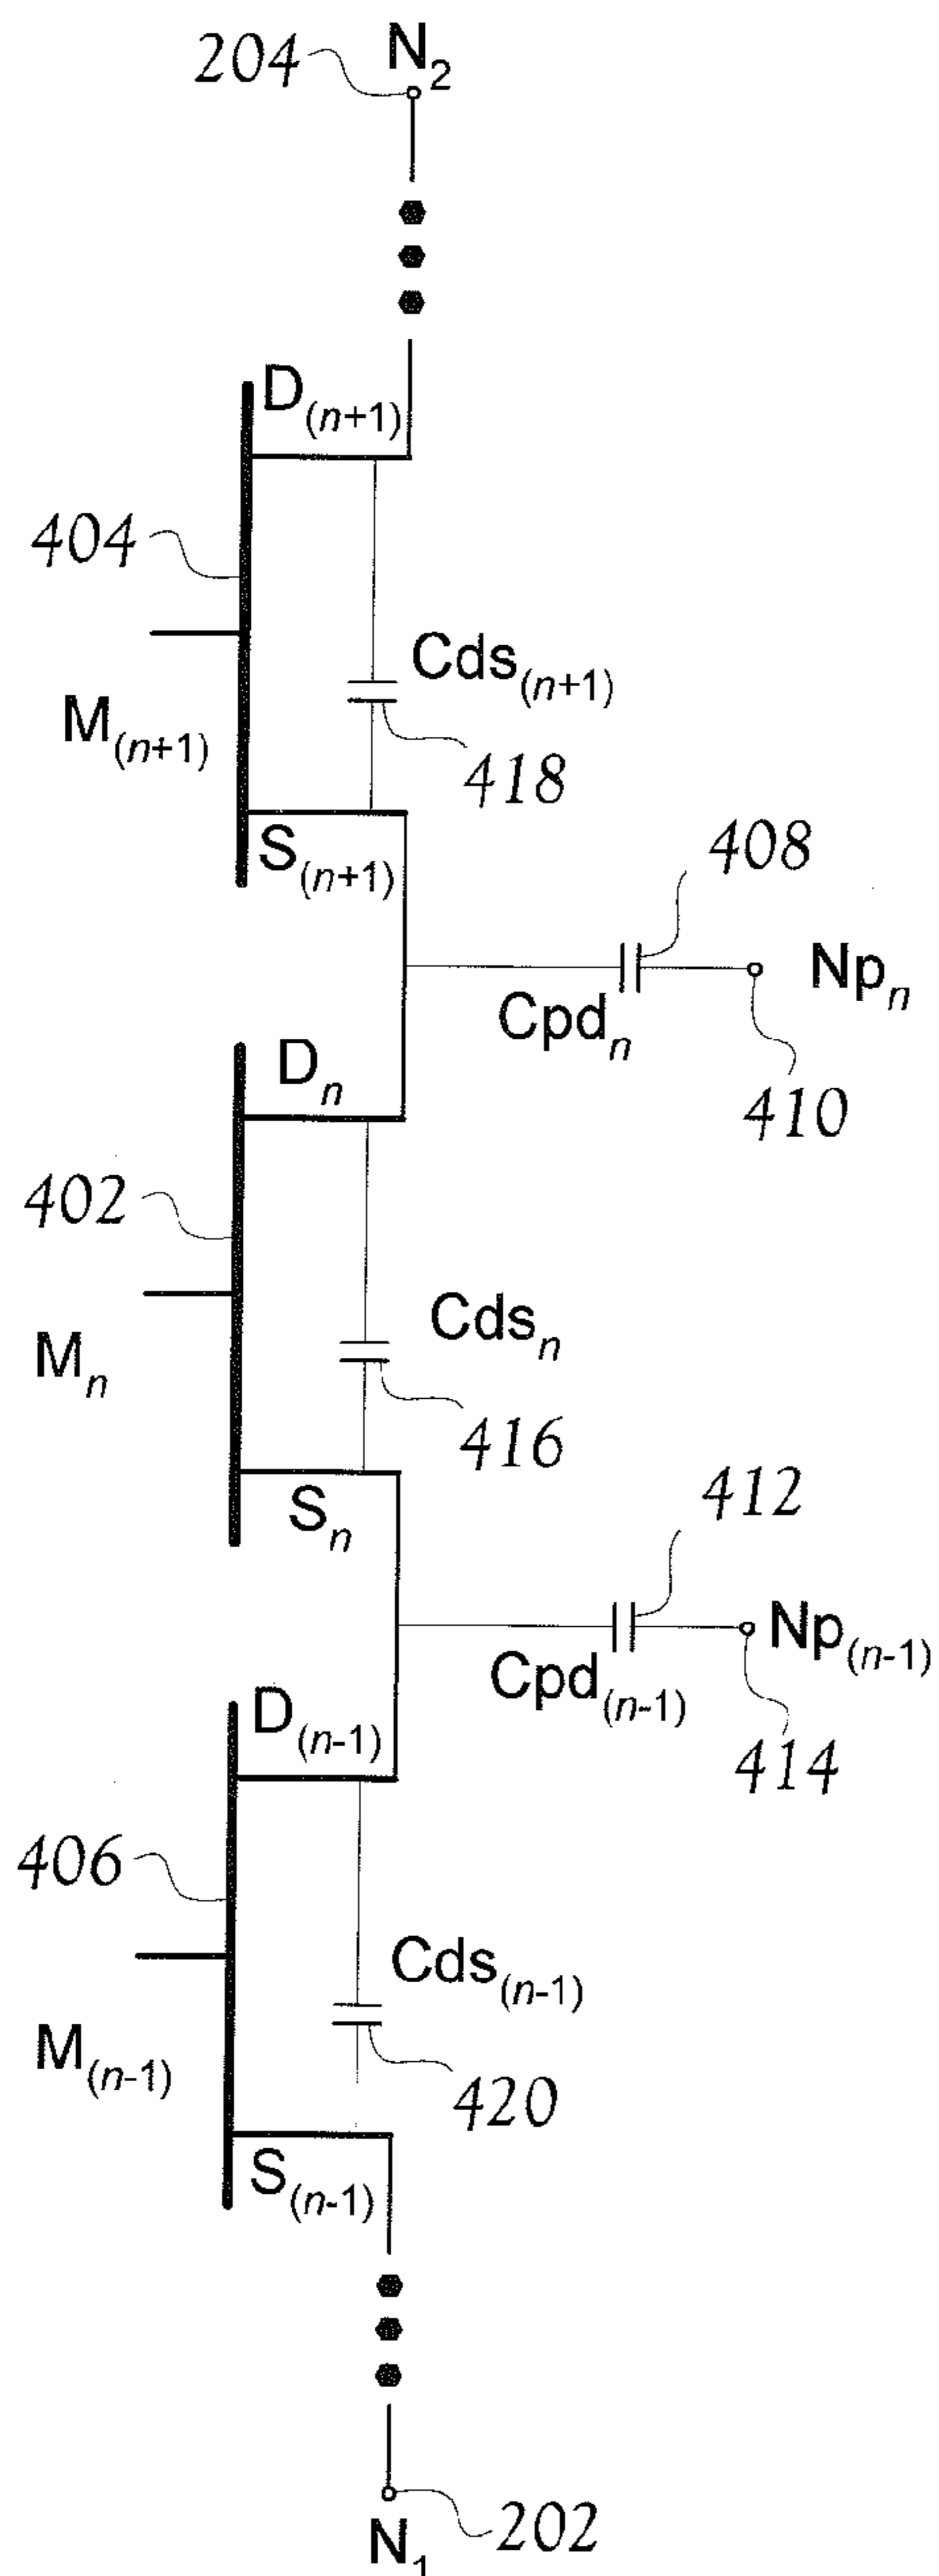 204 N₂
D₍ₙ₊₁₎
404
Cds₍ₙ₊₁₎
M₍ₙ₊₁₎
418
S₍ₙ₊₁₎
408
Npₙ
Cpdₙ
Dₙ
410
402
Cdsₙ
Mₙ
416
Sₙ
412
Np₍ₙ₋₁₎
Cpd₍ₙ₋₁₎
D₍ₙ₋₁₎
414
406
Cds₍ₙ₋₁₎
M₍ₙ₋₁₎
420
S₍ₙ₋₁₎
202
N₁